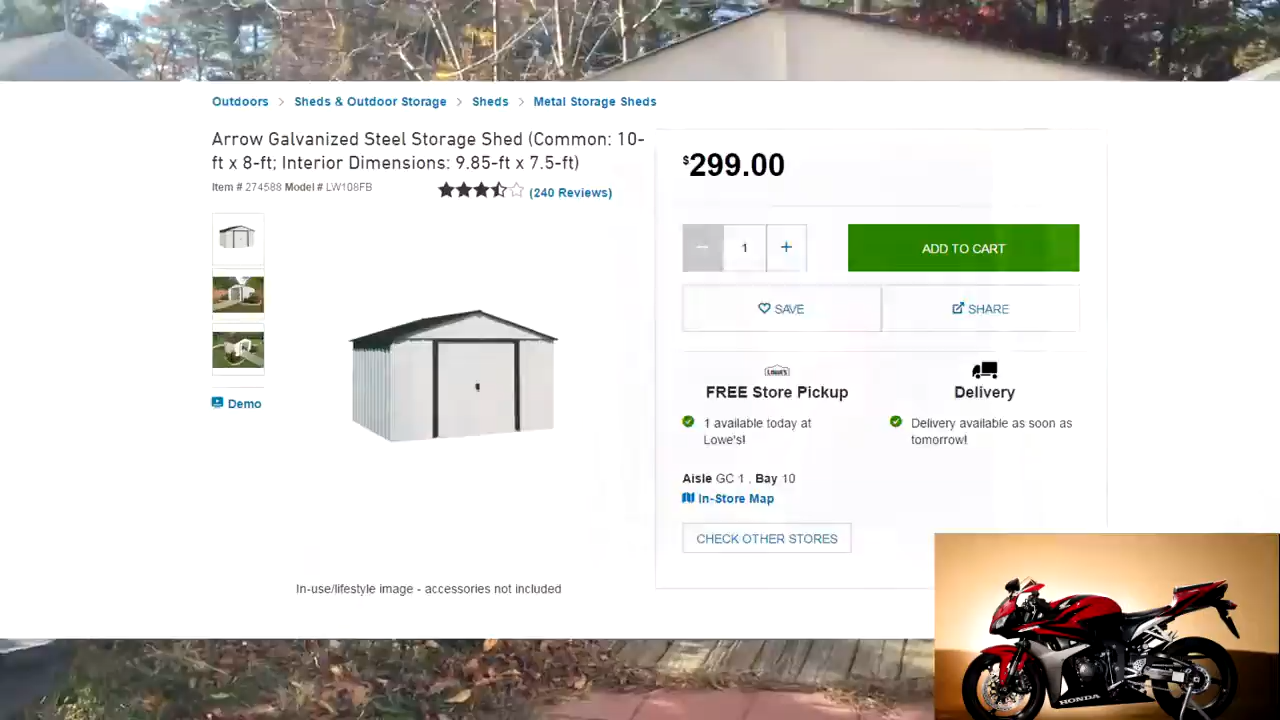 Outdoors > Sheds & Outdoor Storage > Sheds > Metal Storage Sheds
Arrow Galvanized Steel Storage Shed (Common: 10-
ft x 8-ft; Interior Dimensions: 9.85-ft x 7.5-ft)
Item # 274588 Model # LW108FB
(240 Reviews)
Demo
In-use/lifestyle image - accessories not included
$299.00
− 1 +
ADD TO CART
SAVE
SHARE
LOWE'S
FREE Store Pickup
1 available today at
Lowe's!
Delivery
Delivery available as soon as
tomorrow!
Aisle GC 1 , Bay 10
In-Store Map
CHECK OTHER STORES
HONDA